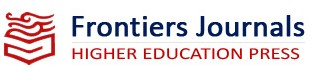 Frontiers Journals
HIGHER EDUCATION PRESS